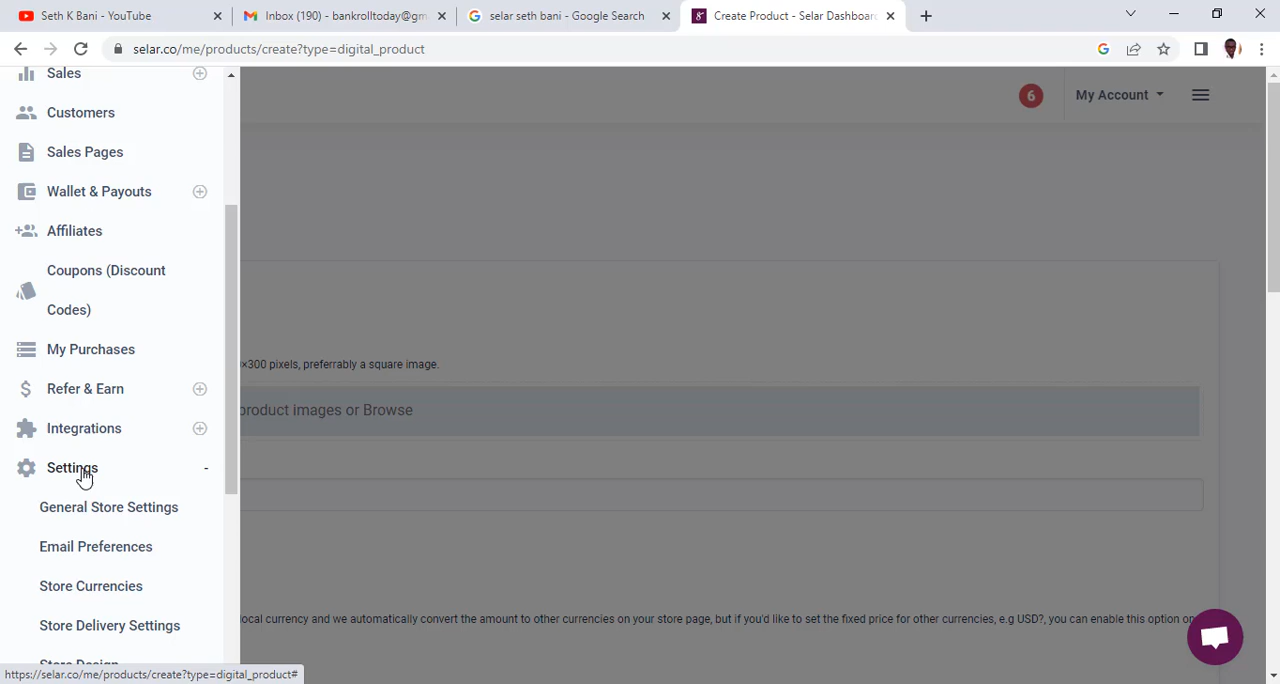 Seth K Bani - YouTube
Inbox (190) - bankrolltoday@gm
selar seth bani - Google Search
Create Product - Selar Dashboard
selar.co/me/products/create?type=digital_product
Sales
6
My Account
Customers
Sales Pages
Wallet & Payouts
Affiliates
Coupons (Discount
Codes)
My Purchases
×300 pixels, preferrably a square image.
Refer & Earn
product images or Browse
Integrations
Settings
General Store Settings
Email Preferences
Store Currencies
Store Delivery Settings
local currency and we automatically convert the amount to other currencies on your store page, but if you'd like to set the fixed price for other currencies, e.g USD?, you can enable this option on
Store Design
https://selar.co/me/products/create?type=digital_product#